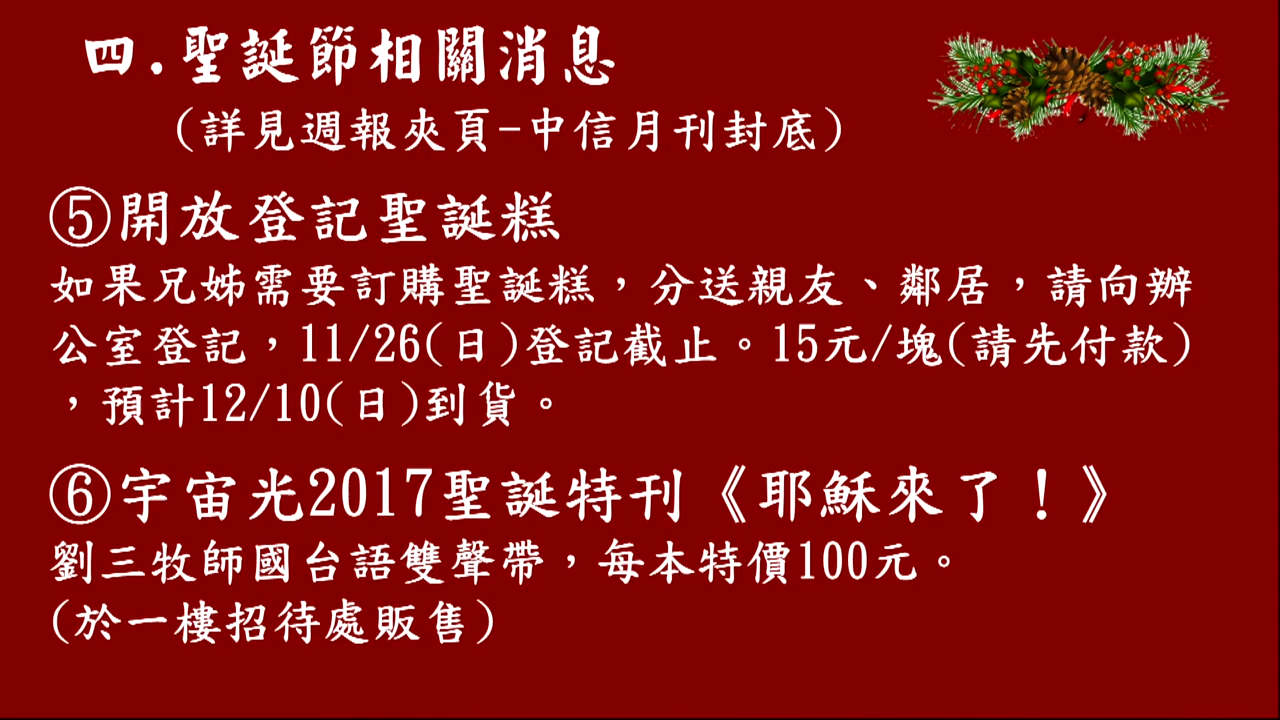 四.聖誕節相關消息
(詳見週報夾頁-中信月刊封底)
⑤開放登記聖誕糕
如果兄姊需要訂購聖誕糕，分送親友、鄰居，請向辦
公室登記，11/26(日)登記截止。15元/塊(請先付款)
，預計12/10(日)到貨。
⑥宇宙光2017聖誕特刊《耶穌來了！》
劉三牧師國台語雙聲帶，每本特價100元。
(於一樓招待處販售)